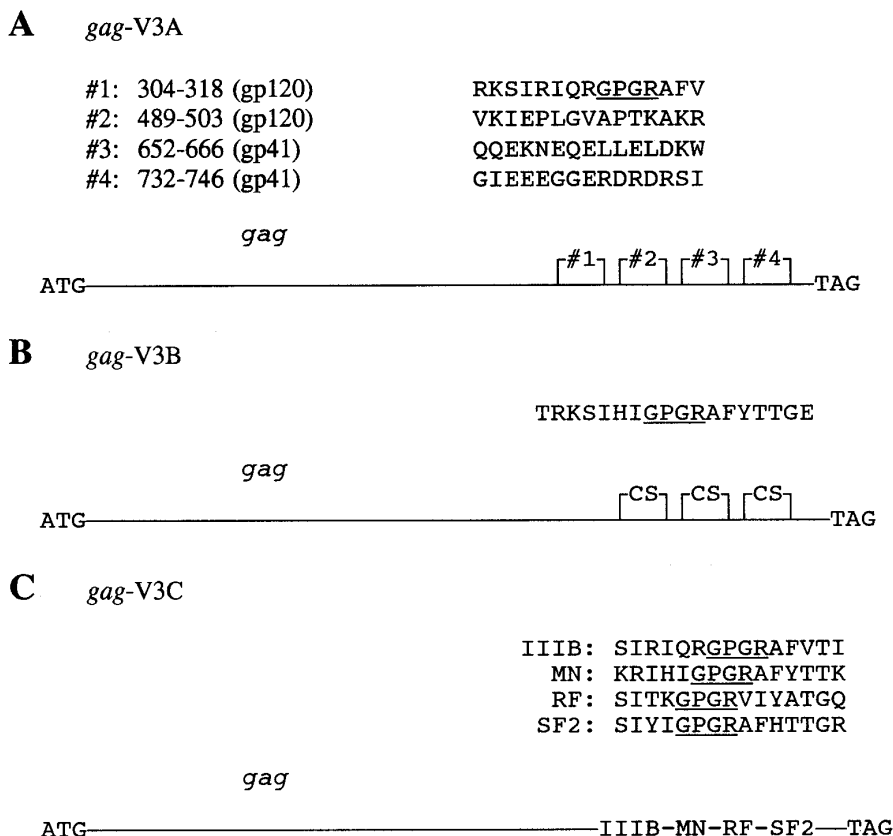 A gag-V3A
#1: 304-318 (gp120) RKSIRIQRGPGRAFV
#2: 489-503 (gp120) VKIEPLGVAPTKAKR
#3: 652-666 (gp41) QQEKNEQELLELDKW
#4: 732-746 (gp41) GIEEEGGERDRDRSI
gag
#1 #2 #3 #4
ATG TAG
B gag-V3B
TRKSIHIGPGRAFYTTGE
gag
CS CS CS
ATG TAG
C gag-V3C
IIIB: SIRIQRGPGRAFVTI
MN: KRIHIGPGRAFYTTK
RF: SITKGPGRVIYATGQ
SF2: SIYIGPGRAFHTTGR
gag
ATG IIIB-MN-RF-SF2 TAG